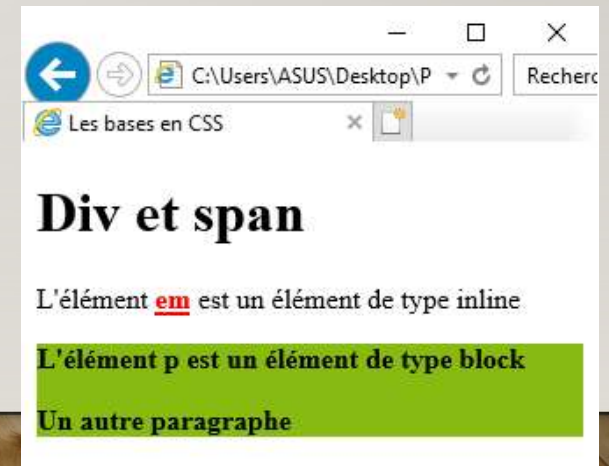 C:\Users\ASUS\Desktop\P
Recherc
Les bases en CSS
Div et span
L'élément em est un élément de type inline
L'élément p est un élément de type block
Un autre paragraphe